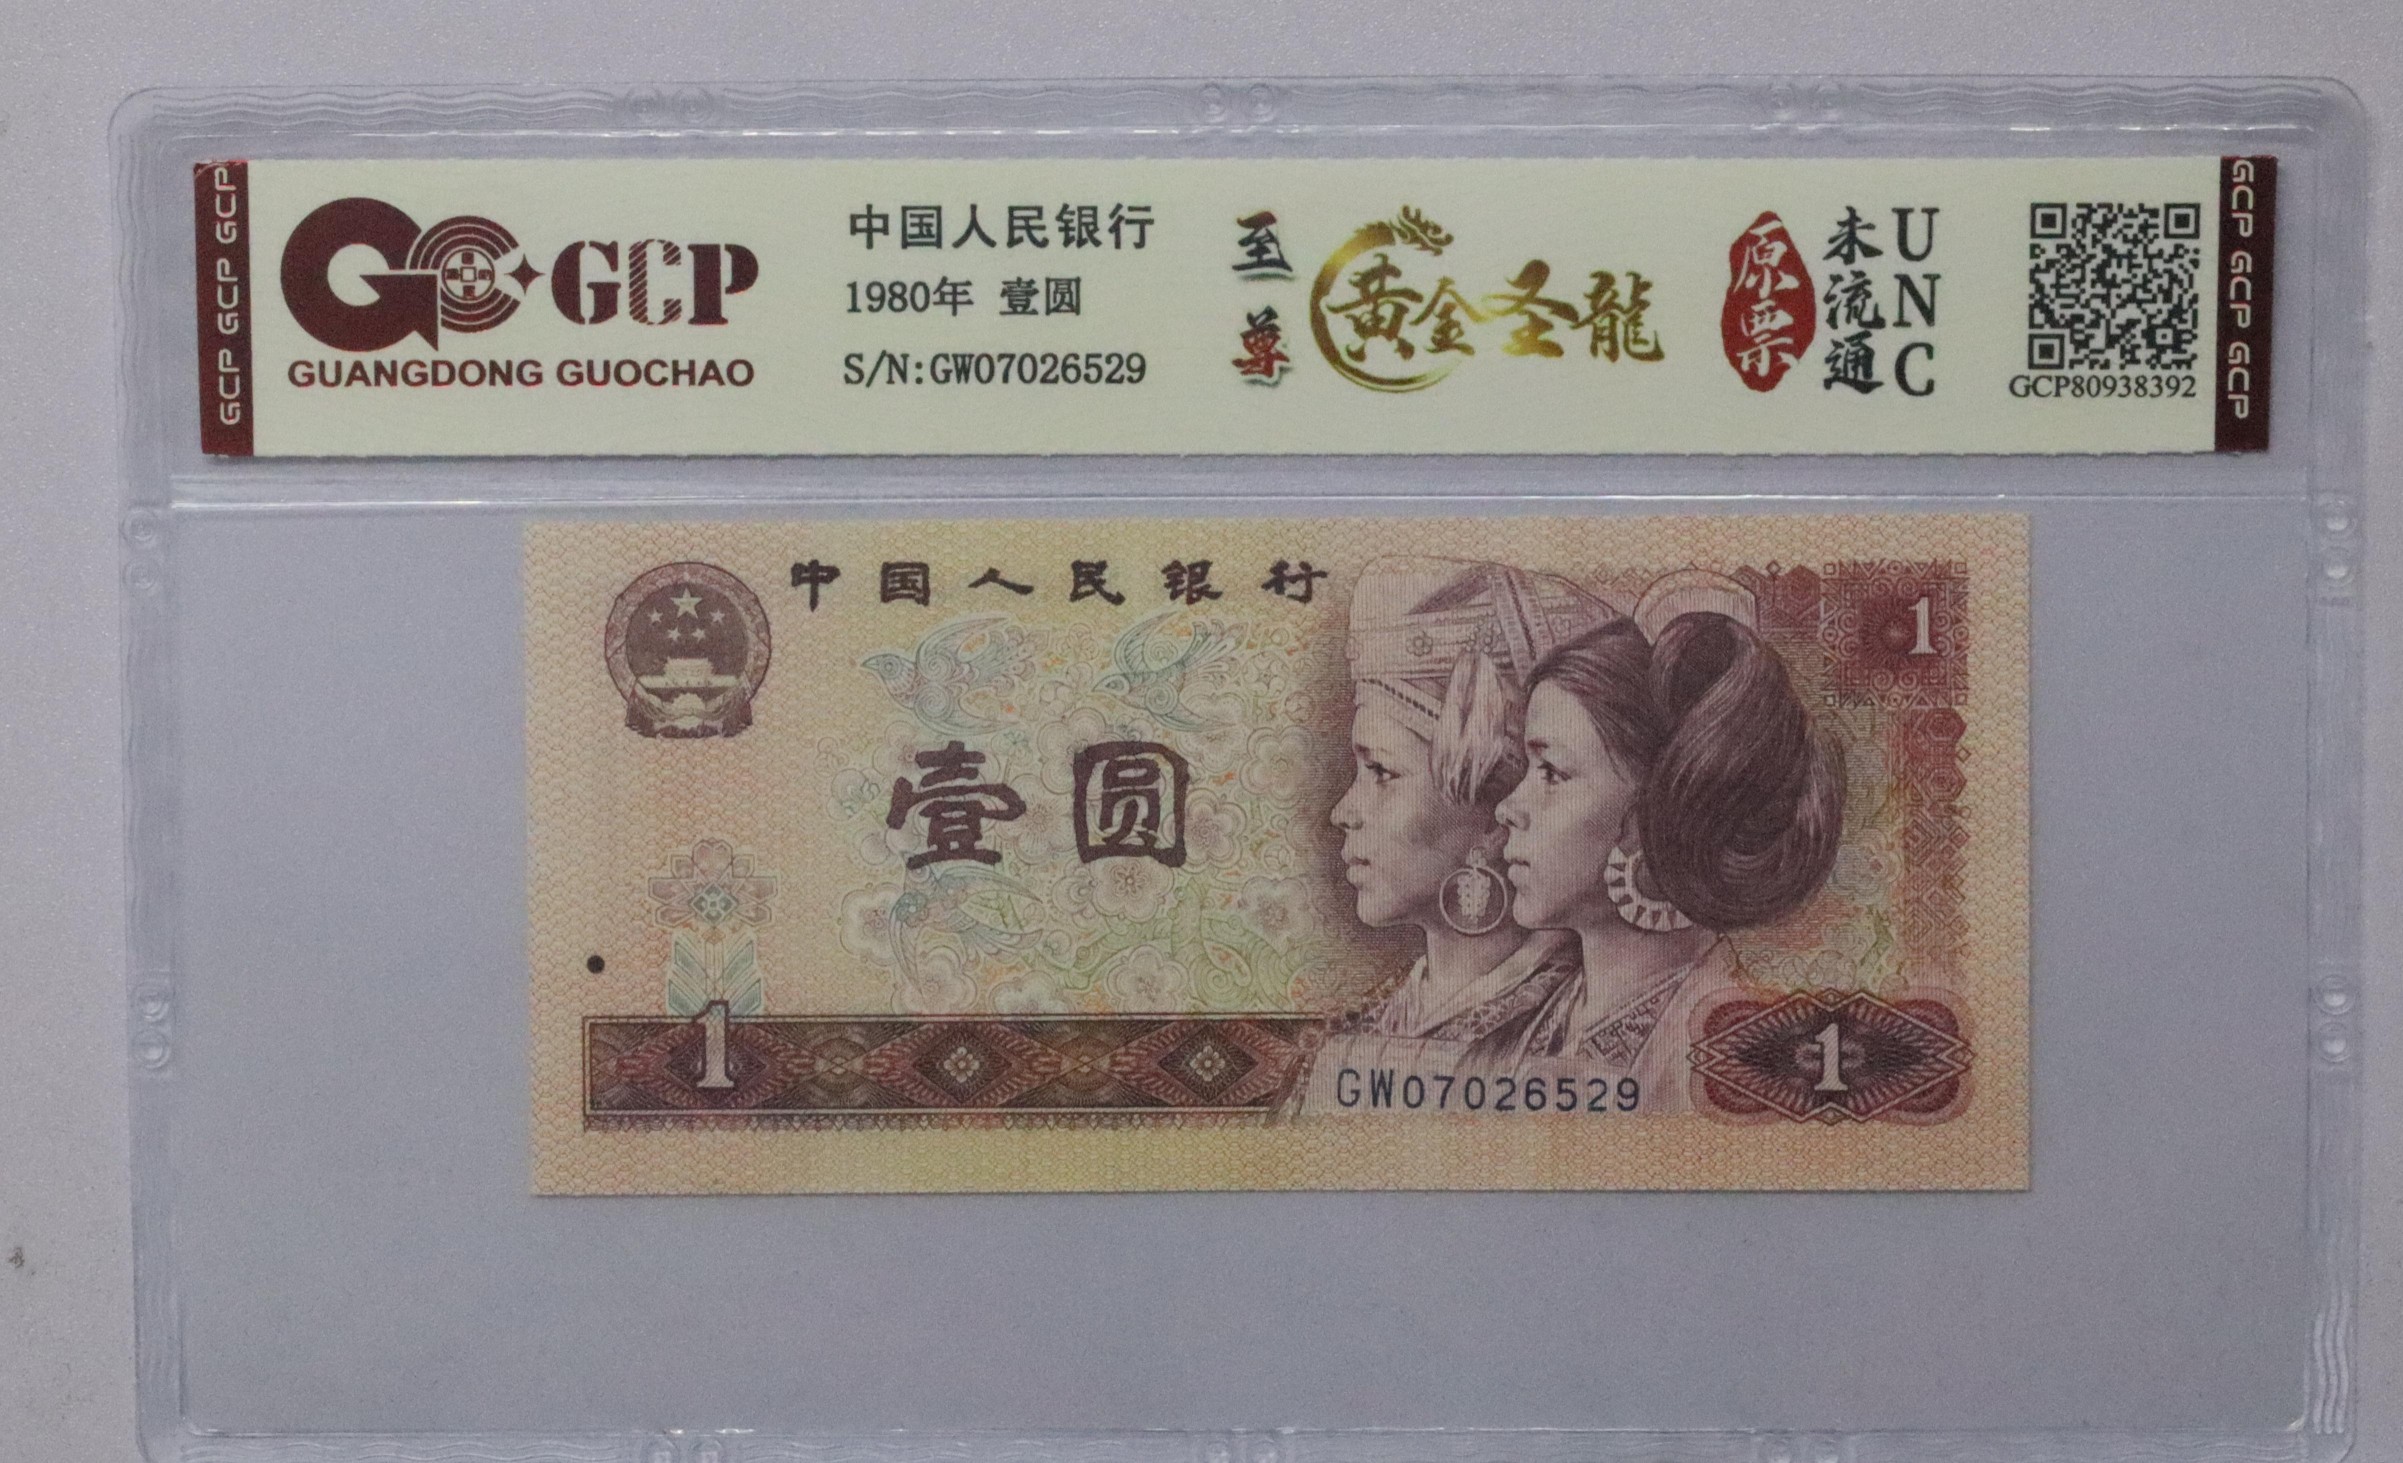 GCP GCP GCP
GCP
GUANGDONG GUOCHAO
中国人民银行
1980年 壹圆
S/N:GW07026529
至尊
黄金圣龍
原票
未流通
UNC
GCP80938392
GCP GCP GCP
中国人民银行
1
壹圆
1
GW07026529
1